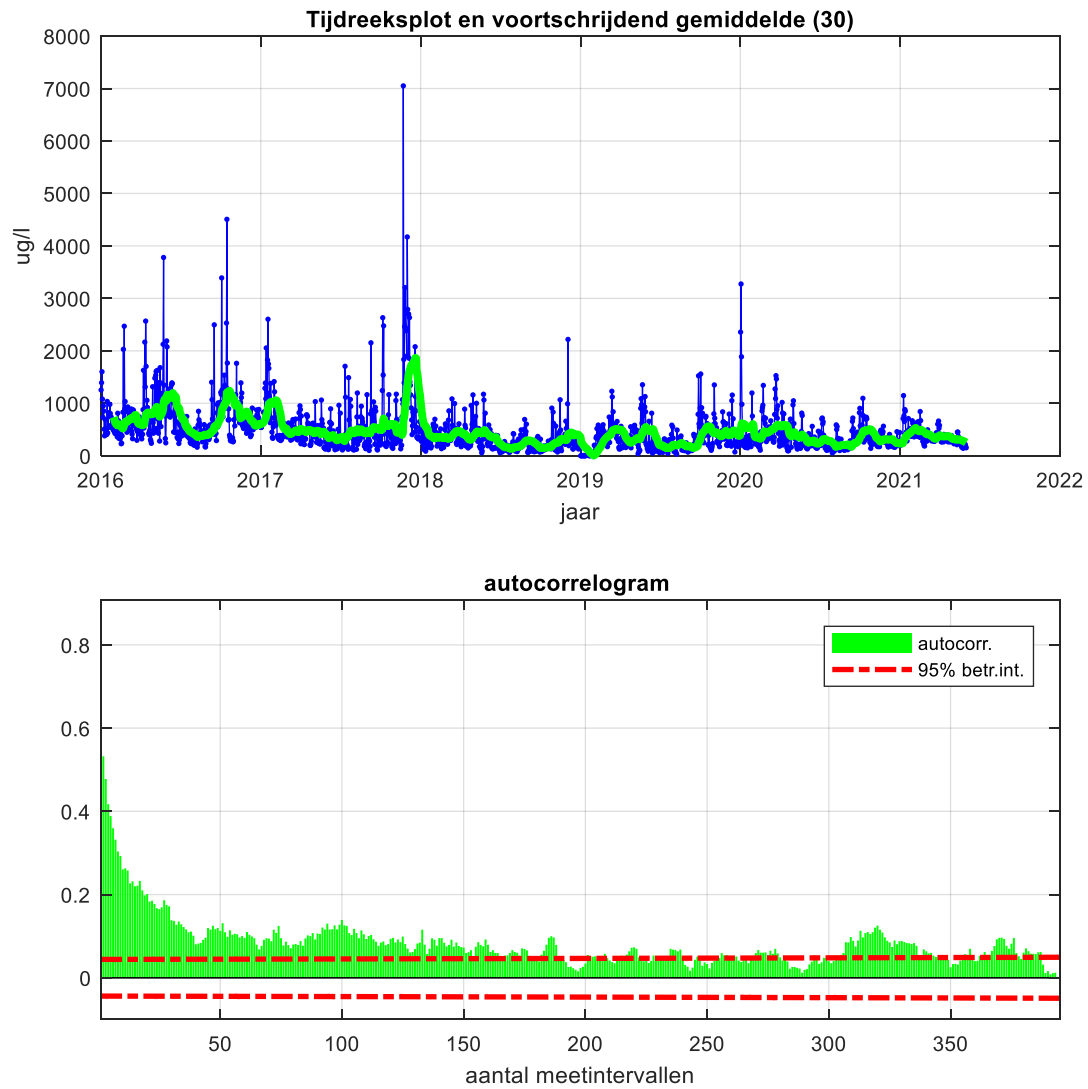 Tijdreeksplot en voortschrijdend gemiddelde (30)
8000
7000
6000
5000
4000
3000
2000
1000
0
ug/l
2016 2017 2018 2019 2020 2021 2022
jaar
autocorrelogram
0.8
0.6
0.4
0.2
0
autocorr.
95% betr.int.
50 100 150 200 250 300 350
aantal meetintervallen